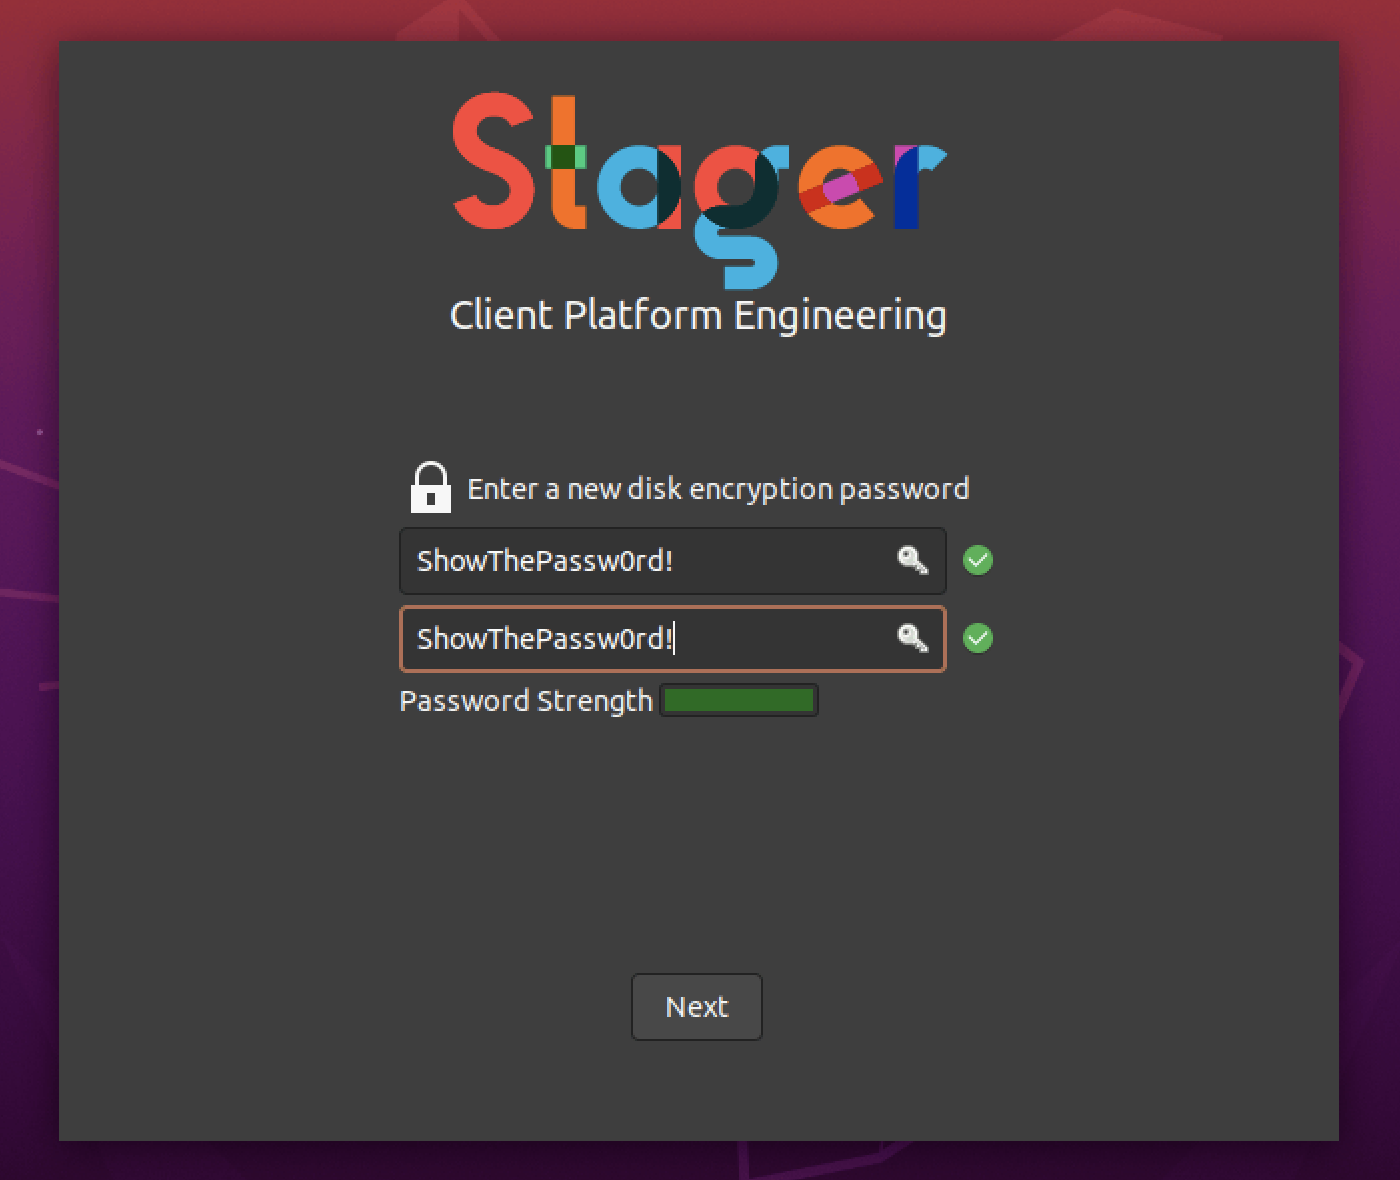 Stager
Client Platform Engineering
Enter a new disk encryption password
ShowThePassw0rd!
ShowThePassw0rd!
Password Strength
Next